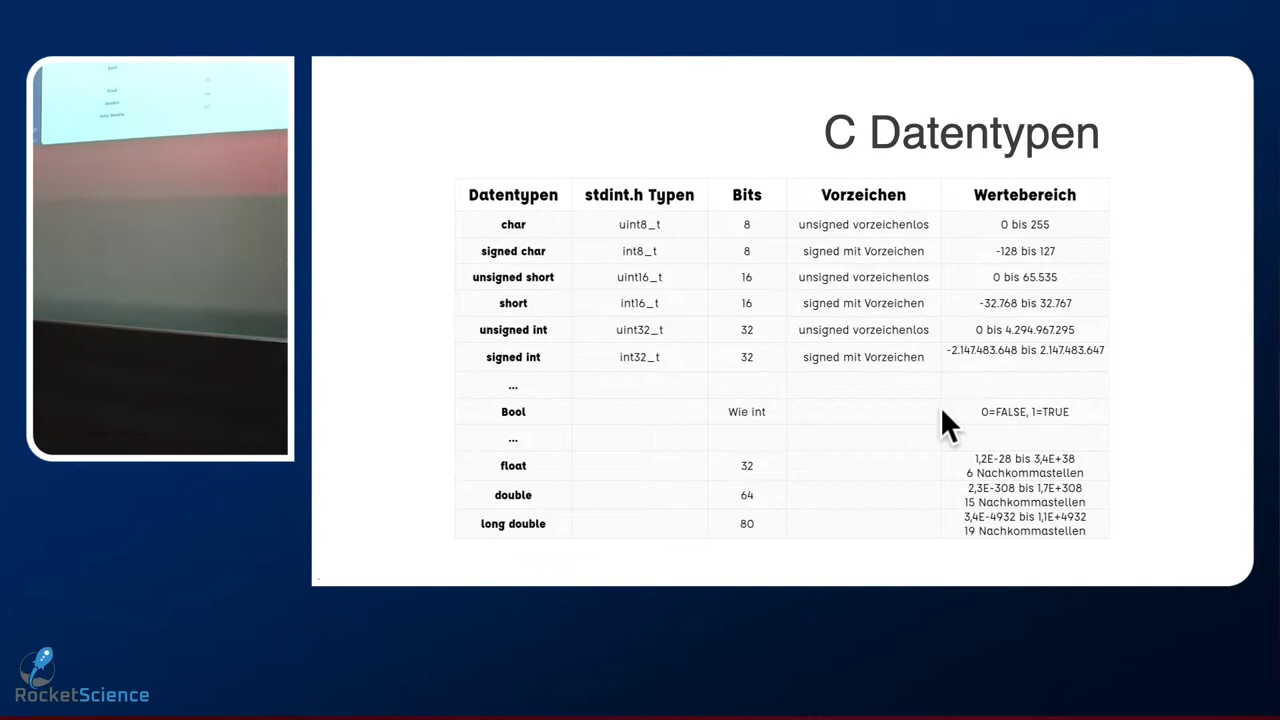 C Datentypen
Datentypen stdint.h Typen Bits Vorzeichen Wertebereich
char uint8_t 8 unsigned vorzeichenlos 0 bis 255
signed char int8_t 8 signed mit Vorzeichen -128 bis 127
unsigned short uint16_t 16 unsigned vorzeichenlos 0 bis 65.535
short int16_t 16 signed mit Vorzeichen -32.768 bis 32.767
unsigned int uint32_t 32 unsigned vorzeichenlos 0 bis 4.294.967.295
signed int int32_t 32 signed mit Vorzeichen -2.147.483.648 bis 2.147.483.647
...
Bool Wie int 0=FALSE, 1=TRUE
...
float 32 1,2E-28 bis 3,4E+38
6 Nachkommastellen
double 64 2,3E-308 bis 1,7E+308
15 Nachkommastellen
long double 80 3,4E-4932 bis 1,1E+4932
19 Nachkommastellen
.
RocketScience